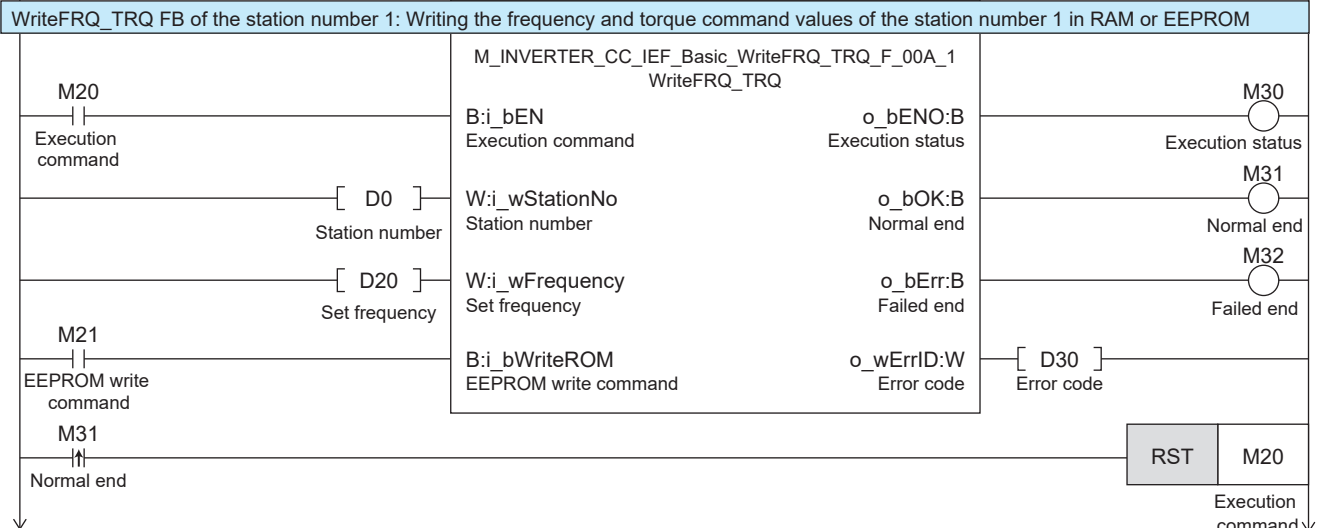 WriteFRQ_TRQ FB of the station number 1: Writing the frequency and torque command values of the station number 1 in RAM or EEPROM
M_INVERTER_CC_IEF_Basic_WriteFRQ_TRQ_F_00A_1
WriteFRQ_TRQ
M20
Execution
command
B:i_bEN
Execution command
o_bENO:B
Execution status
M30
Execution status
D0
Station number
W:i_wStationNo
Station number
o_bOK:B
Normal end
M31
Normal end
D20
Set frequency
W:i_wFrequency
Set frequency
o_bErr:B
Failed end
M32
Failed end
M21
EEPROM write
command
B:i_bWriteROM
EEPROM write command
o_wErrID:W
Error code
D30
Error code
M31
Normal end
RST
M20
Execution
command